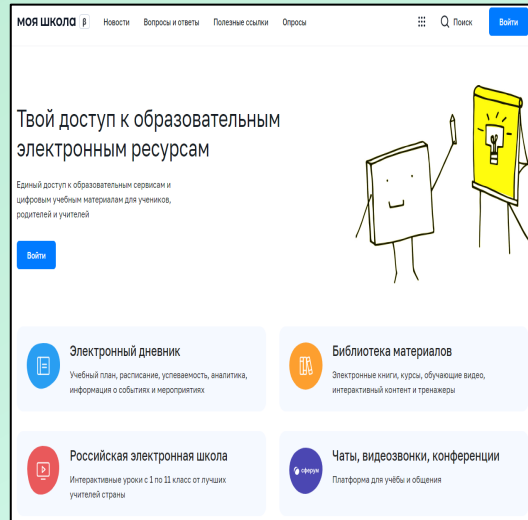 моя школа β Новости Вопросы и ответы Полезные ссылки Опросы Поиск Войти
Твой доступ к образовательным
электронным ресурсам
Единый доступ к образовательным сервисам и
цифровым учебным материалам для учеников,
родителей и учителей
Войти
Электронный дневник
Учебный план, расписание, успеваемость, аналитика,
информация о событиях и мероприятиях
Библиотека материалов
Электронные книги, курсы, обучающие видео,
интерактивный контент и тренажеры
Российская электронная школа
Интерактивные уроки с 1 по 11 класс от лучших
учителей страны
сферум
Чаты, видеозвонки, конференции
Платформа для учёбы и общения